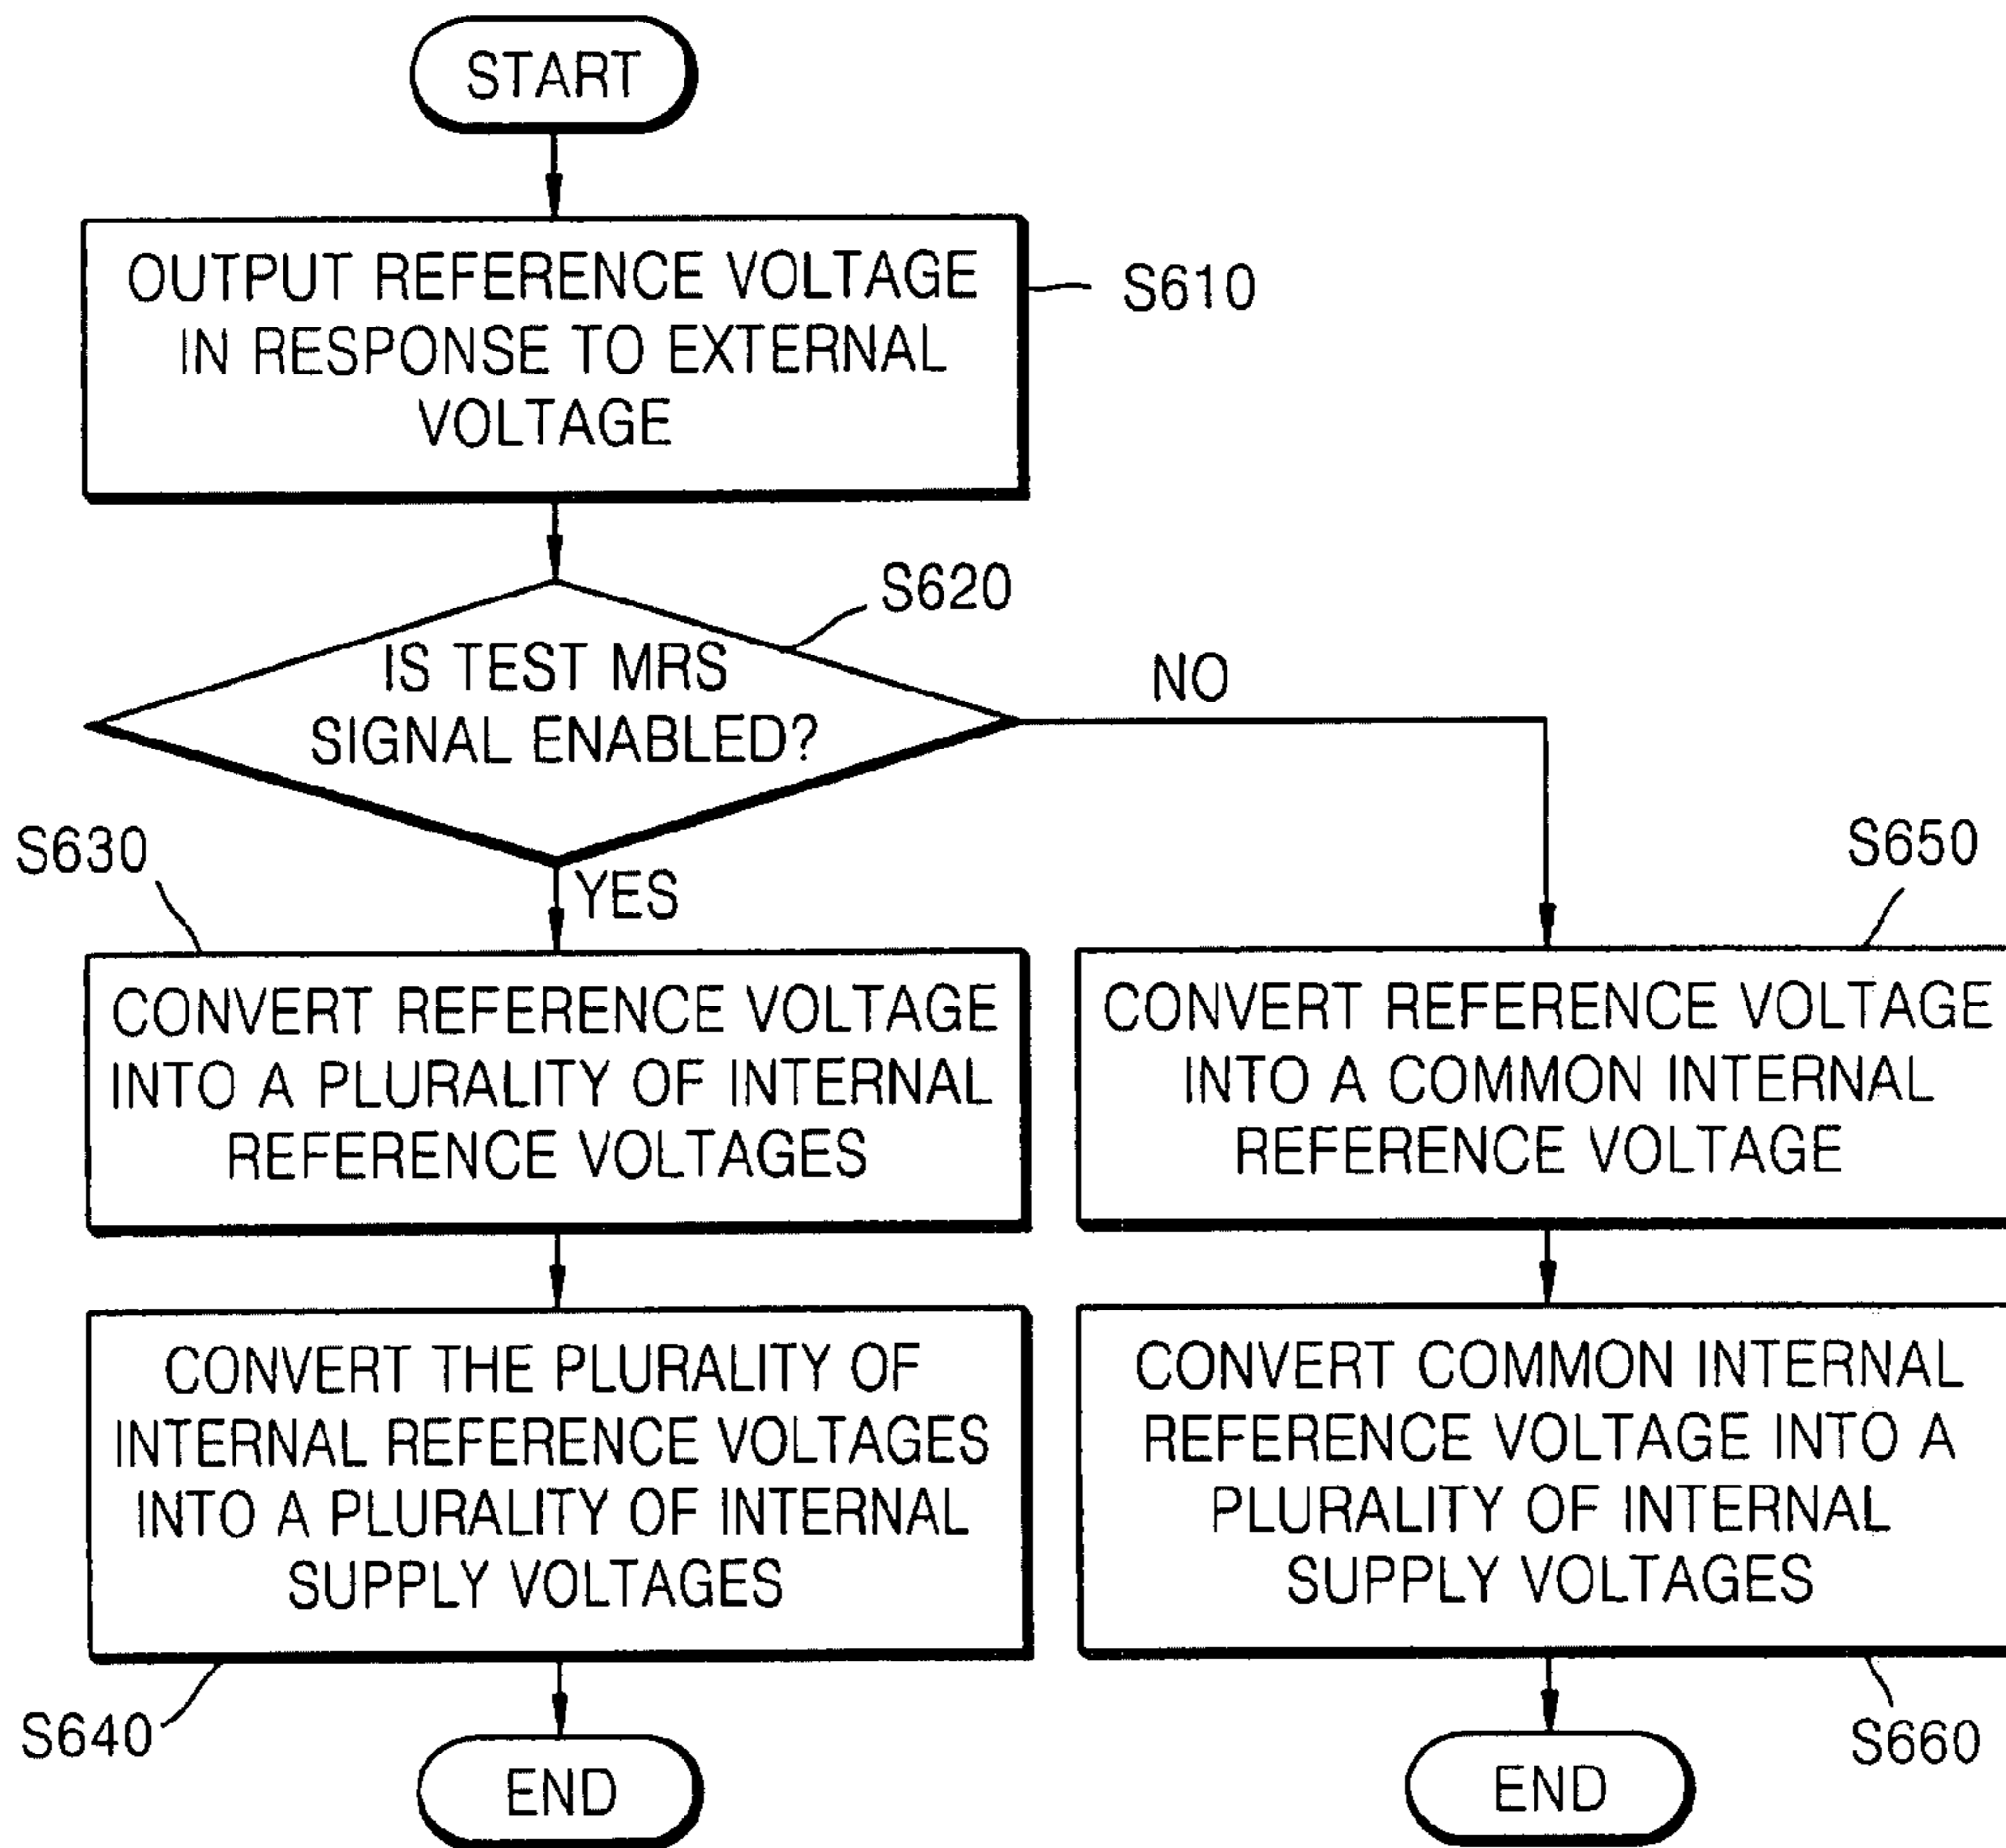 START
OUTPUT REFERENCE VOLTAGE
IN RESPONSE TO EXTERNAL
VOLTAGE
S610
S620
IS TEST MRS
SIGNAL ENABLED?
NO
YES
S630
CONVERT REFERENCE VOLTAGE
INTO A PLURALITY OF INTERNAL
REFERENCE VOLTAGES
S650
CONVERT REFERENCE VOLTAGE
INTO A COMMON INTERNAL
REFERENCE VOLTAGE
CONVERT THE PLURALITY OF
INTERNAL REFERENCE VOLTAGES
INTO A PLURALITY OF INTERNAL
SUPPLY VOLTAGES
S640
CONVERT COMMON INTERNAL
REFERENCE VOLTAGE INTO A
PLURALITY OF INTERNAL
SUPPLY VOLTAGES
S660
END
END